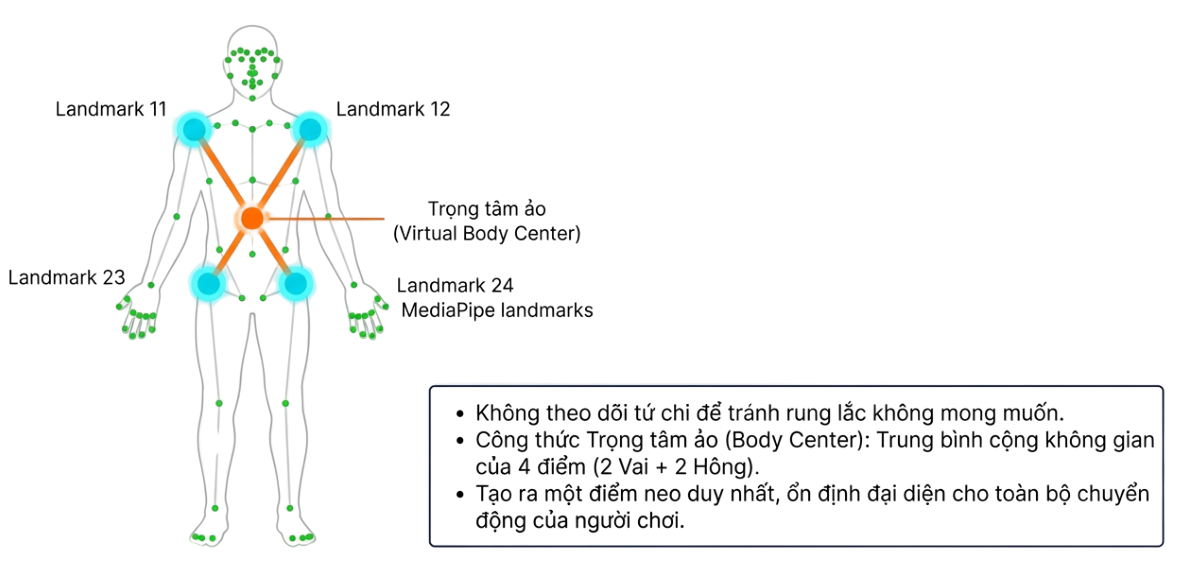 Landmark 11
Landmark 12
Trọng tâm ảo
(Virtual Body Center)
Landmark 23
Landmark 24
MediaPipe landmarks
• Không theo dõi tứ chi để tránh rung lắc không mong muốn.
• Công thức Trọng tâm ảo (Body Center): Trung bình cộng không gian
của 4 điểm (2 Vai + 2 Hông).
• Tạo ra một điểm neo duy nhất, ổn định đại diện cho toàn bộ chuyển
động của người chơi.